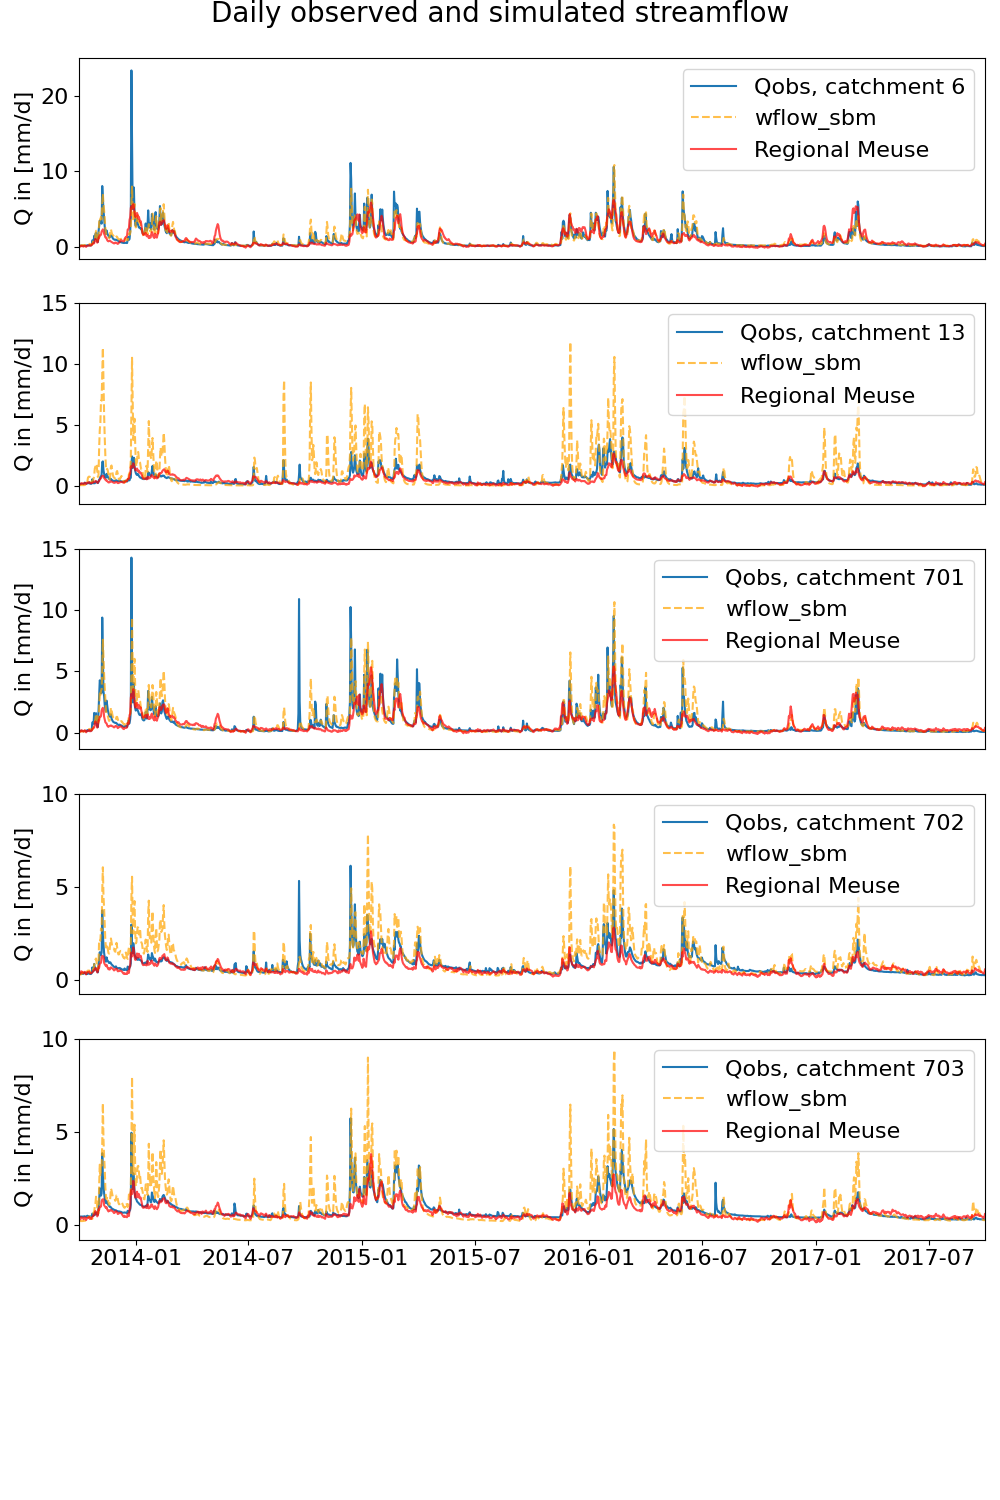 Daily observed and simulated streamflow
Q in [mm/d]
20
10
0
Qobs, catchment 6
wflow_sbm
Regional Meuse
Q in [mm/d]
15
10
5
0
Qobs, catchment 13
wflow_sbm
Regional Meuse
Q in [mm/d]
15
10
5
0
Qobs, catchment 701
wflow_sbm
Regional Meuse
Q in [mm/d]
10
5
0
Qobs, catchment 702
wflow_sbm
Regional Meuse
Q in [mm/d]
10
5
0
Qobs, catchment 703
wflow_sbm
Regional Meuse
2014-01 2014-07 2015-01 2015-07 2016-01 2016-07 2017-01 2017-07